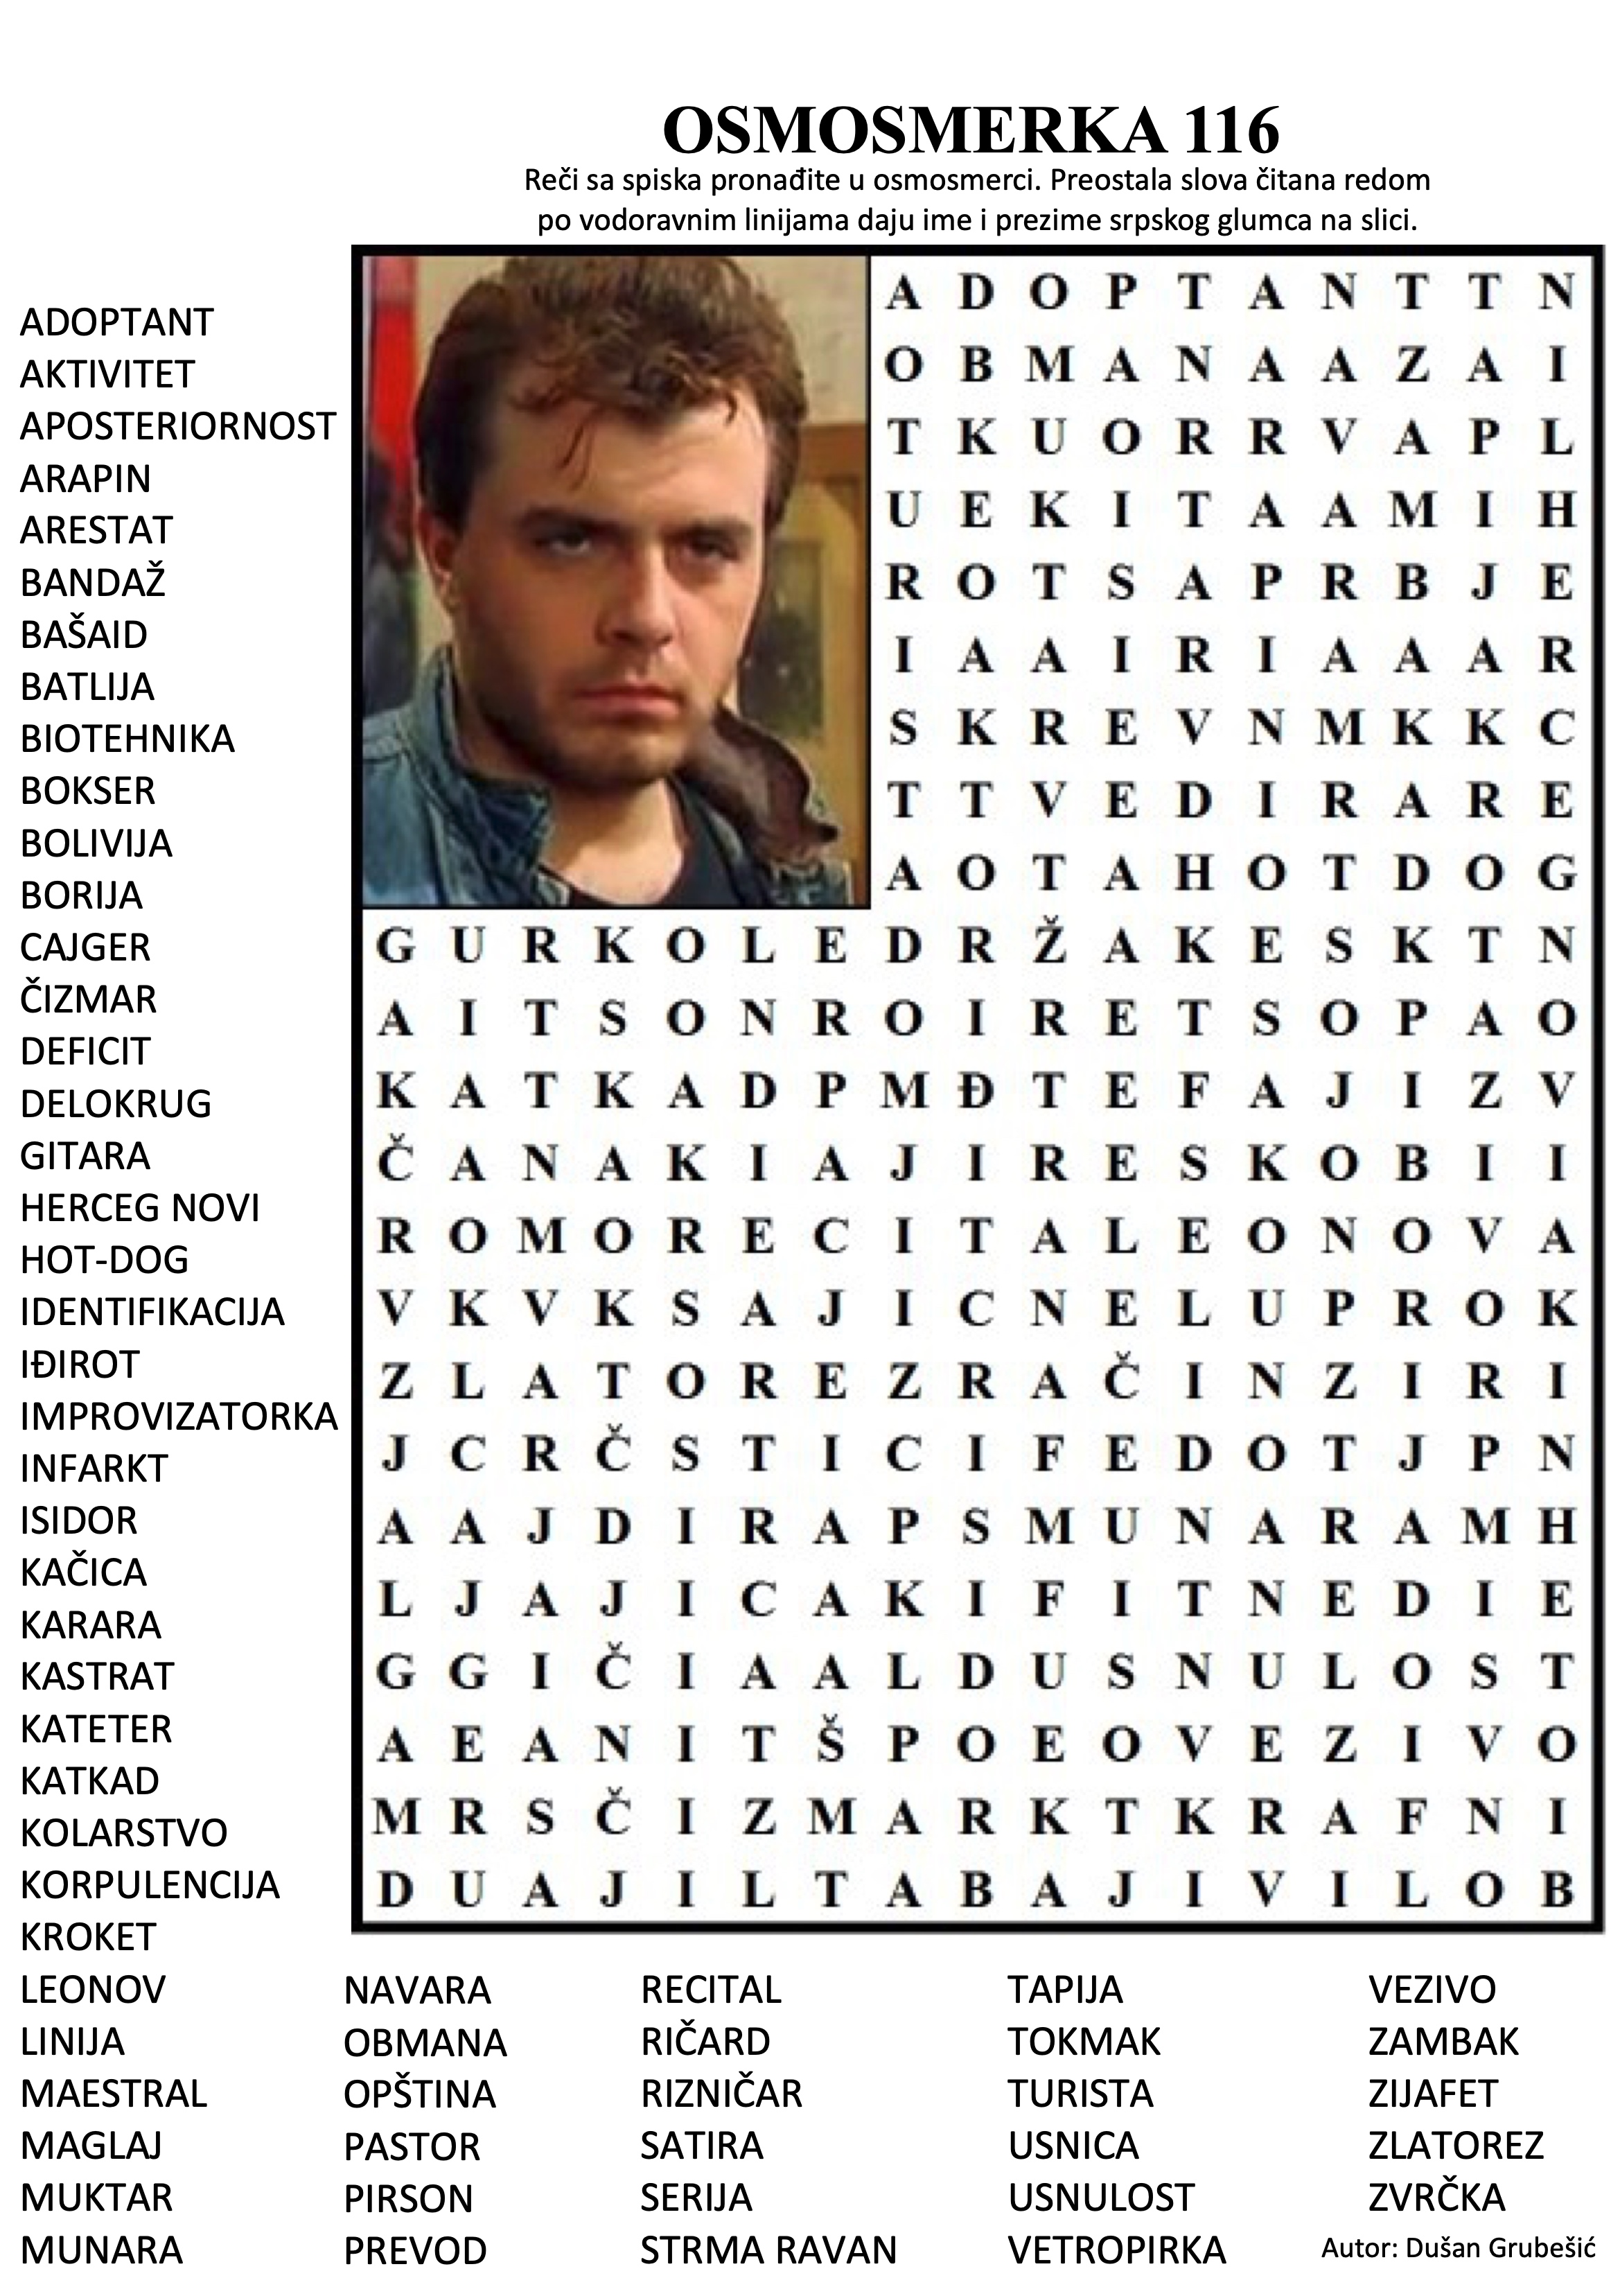 OSMOSMERKA 116
Reči sa spiska pronađite u osmosmerci. Preostala slova čitana redom
po vodoravnim linijama daju ime i prezime srpskog glumca na slici.
ADOPTANT
AKTIVITET
APOSTERIORNOST
ARAPIN
ARESTAT
BANDAŽ
BAŠAID
BATLIJA
BIOTEHNIKA
BOKSER
BOLIVIJA
BORIJA
CAJGER
ČIZMAR
DEFICIT
DELOKRUG
GITARA
HERCEG NOVI
HOT-DOG
IDENTIFIKACIJA
IĐIROT
IMPROVIZATORKA
INFARKT
ISIDOR
KAČICA
KARARA
KASTRAT
KATETER
KATKAD
KOLARSTVO
KORPULENCIJA
KROKET
LEONOV
LINIJA
MAESTRAL
MAGLAJ
MUKTAR
MUNARA
A D O P T A N T T N
O B M A N A A Z A I
T K U O R R V A P L
U E K I T A A M I H
R O T S A P R B J E
I A A I R I A A A R
S K R E V N M K K C
T T V E D I R A R E
A O T A H O T D O G
G U R K O L E D R Ž A K E S K T N
A I T S O N R O I R E T S O P A O
K A T K A D P M Đ T E F A J I Z V
Č A N A K I A J I R E S K O B I I
R O M O R E C I T A L E O N O V A
V K V K S A J I C N E L U P R O K
Z L A T O R E Z R A Č I N Z I R I
J C R Č S T I C I F E D O T J P N
A A J D I R A P S M U N A R A M H
L J A J I C A K I F I T N E D I E
G G I Č I A A L D U S N U L O S T
A E A N I T Š P O E O V E Z I V O
M R S Č I Z M A R K T K R A F N I
D U A J I L T A B A J I V I L O B
NAVARA
OBMANA
OPŠTINA
PASTOR
PIRSON
PREVOD
RECITAL
RIČARD
RIZNIČAR
SATIRA
SERIJA
STRMA RAVAN
TAPIJA
TOKMAK
TURISTA
USNICA
USNULOST
VETROPIRKA
VEZIVO
ZAMBAK
ZIJAFET
ZLATOREZ
ZVRČKA
Autor: Dušan Grubešić